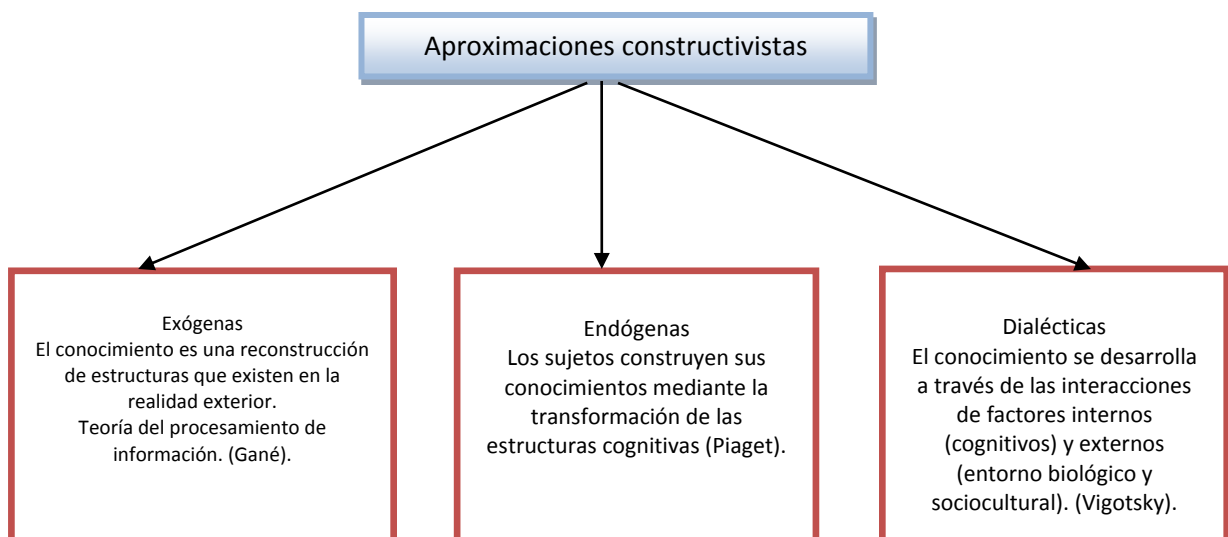 Aproximaciones constructivistas
Exógenas
El conocimiento es una reconstrucción
de estructuras que existen en la
realidad exterior.
Teoría del procesamiento de
información. (Gané).
Endógenas
Los sujetos construyen sus
conocimientos mediante la
transformación de las
estructuras cognitivas (Piaget).
Dialécticas
El conocimiento se desarrolla
a través de las interacciones
de factores internos
(cognitivos) y externos
(entorno biológico y
sociocultural). (Vigotsky).